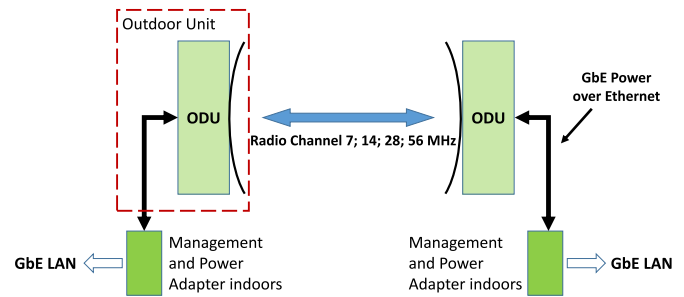 Outdoor Unit
ODU
ODU
GbE Power
over Ethernet
Radio Channel 7; 14; 28; 56 MHz
GbE LAN
Management
and Power
Adapter indoors
Management
and Power
Adapter indoors
GbE LAN